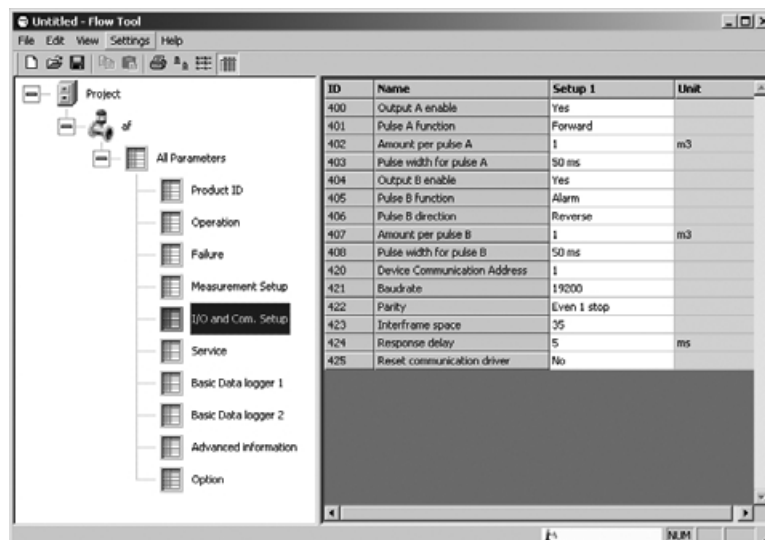 Untitled - Flow Tool
File Edit View Settings Help
Project
af
All Parameters
Product ID
Operation
Failure
Measurement Setup
I/O and Com. Setup
Service
Basic Data logger 1
Basic Data logger 2
Advanced information
Option
ID Name Setup 1 Unit
400 Output A enable Yes
401 Pulse A function Forward
402 Amount per pulse A 1 m3
403 Pulse width for pulse A 50 ms
404 Output B enable Yes
405 Pulse B function Alarm
406 Pulse B direction Reverse
407 Amount per pulse B 1 m3
408 Pulse width for pulse B 50 ms
420 Device Communication Address 1
421 Baudrate 19200
422 Parity Even 1 stop
423 Interframe space 35
424 Response delay 5 ms
425 Reset communication driver No
NUM